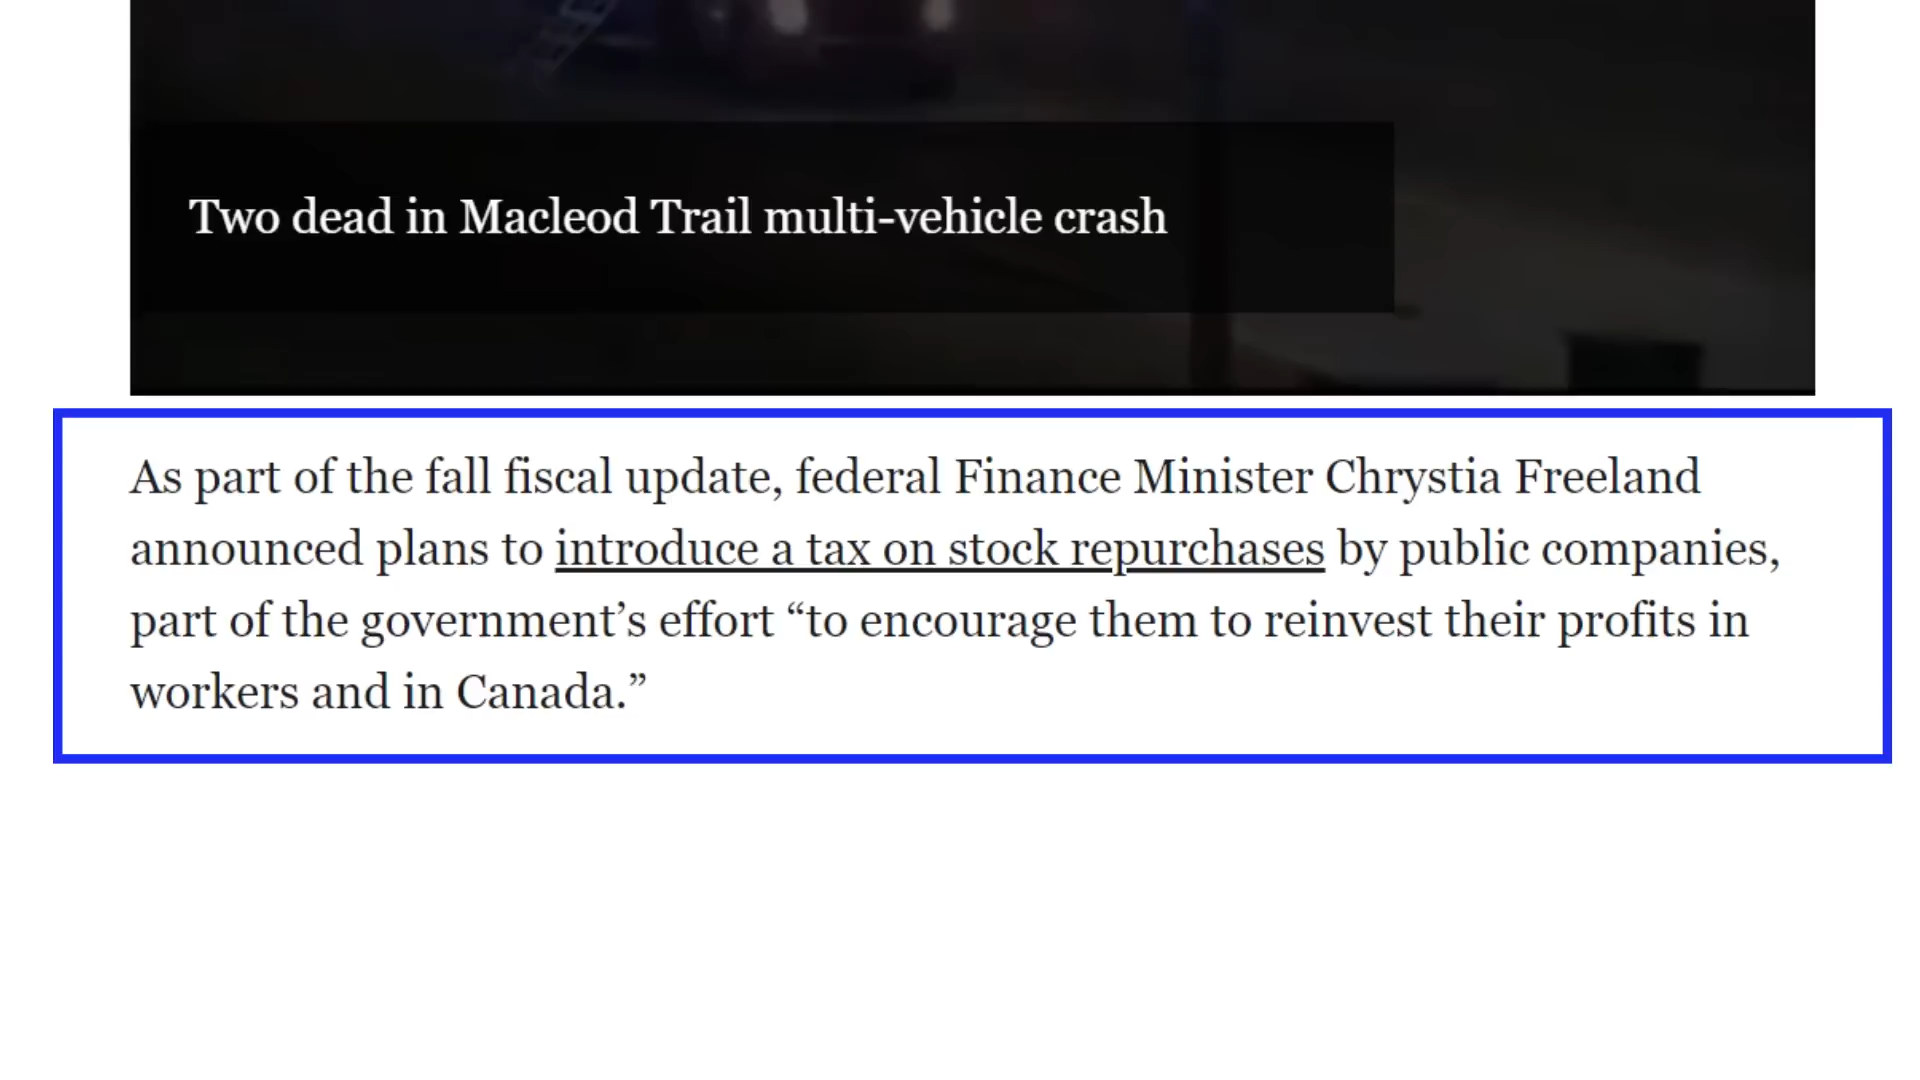 Two dead in Macleod Trail multi-vehicle crash
As part of the fall fiscal update, federal Finance Minister Chrystia Freeland
announced plans to introduce a tax on stock repurchases by public companies,
part of the government’s effort “to encourage them to reinvest their profits in
workers and in Canada.”